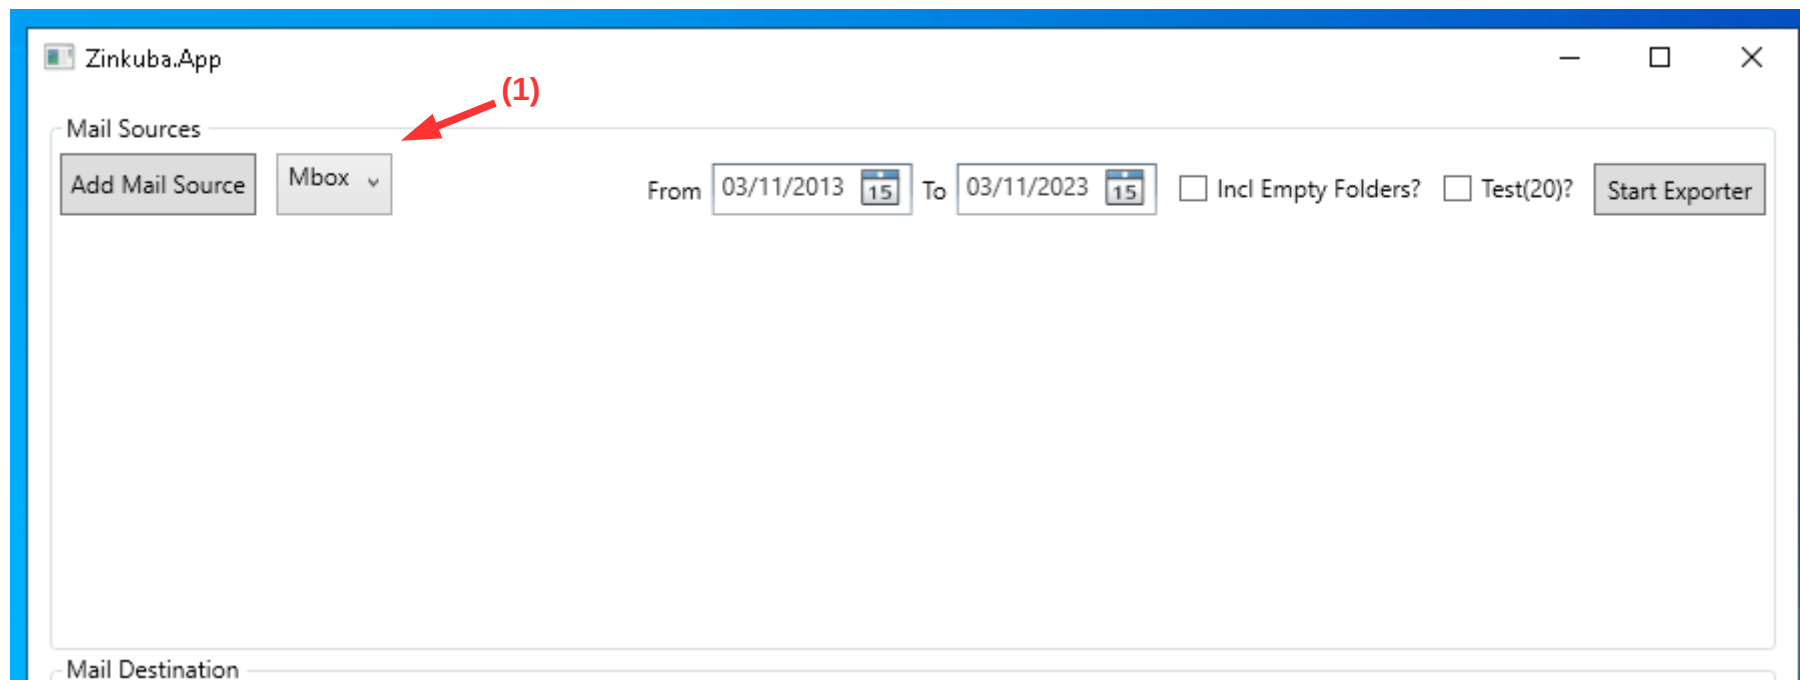 Zinkuba.App
(1)
Mail Sources
Add Mail Source Mbox From 03/11/2013 15 To 03/11/2023 15 Incl Empty Folders? Test(20)? Start Exporter
Mail Destination